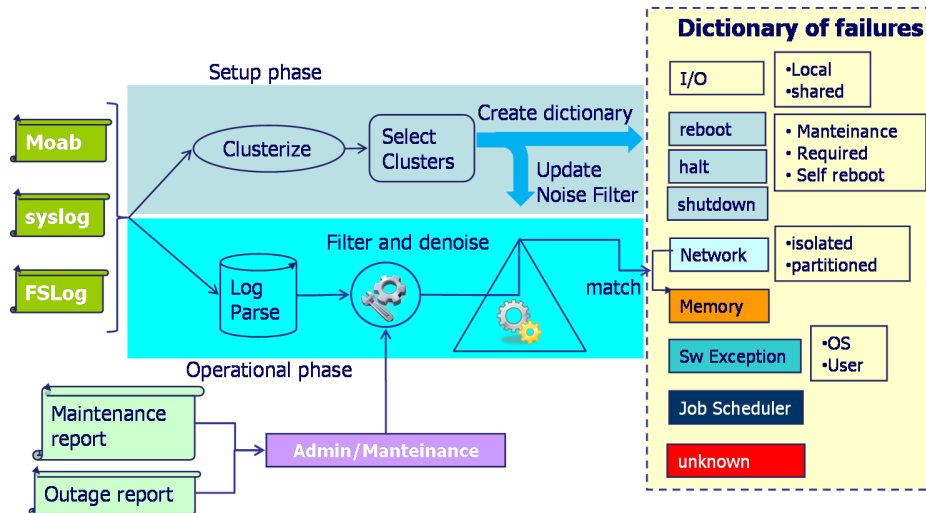 Dictionary of failures
Setup phase
I/O
•Local
•shared
Moab
Clusterize
Select
Clusters
Create dictionary
reboot
halt
shutdown
• Manteinance
• Required
• Self reboot
Update
Noise Filter
syslog
Filter and denoise
Network
•isolated
•partitioned
FSLog
Log
Parse
match
Memory
Operational phase
Sw Exception
•OS
•User
Maintenance
report
Job Scheduler
Admin/Manteinance
unknown
Outage report